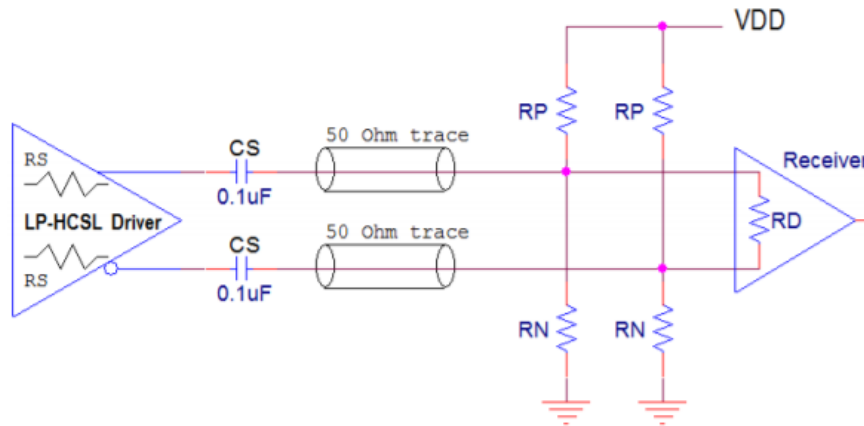 VDD
RP
RP
50 Ohm trace
CS
0.1uF
RS
LP-HCSL Driver
RS
Receiver
RD
50 Ohm trace
CS
0.1uF
RN
RN